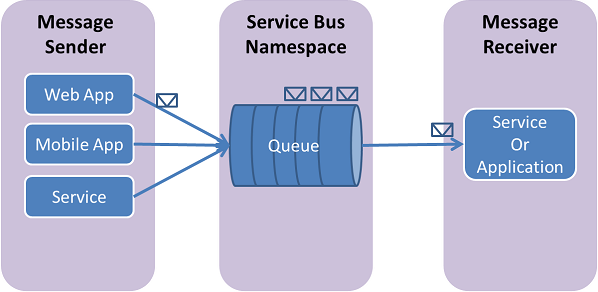 Message
Sender
Service Bus
Namespace
Message
Receiver
Web App
Mobile App
Service
Queue
Service
Or
Application